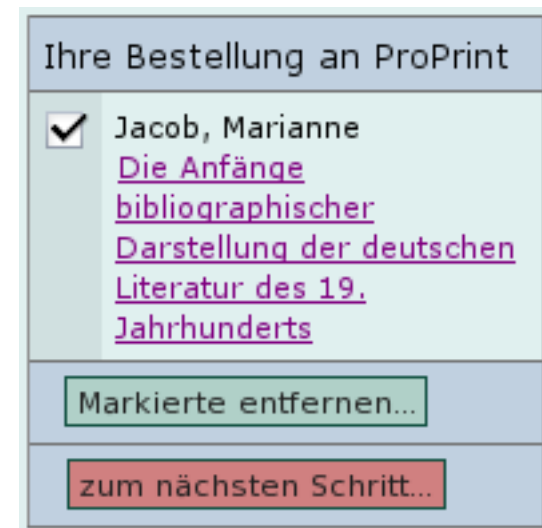 Ihre Bestellung an ProPrint
Jacob, Marianne
Die Anfänge
bibliographischer
Darstellung der deutschen
Literatur des 19.
Jahrhunderts
Markierte entfernen...
zum nächsten Schritt...